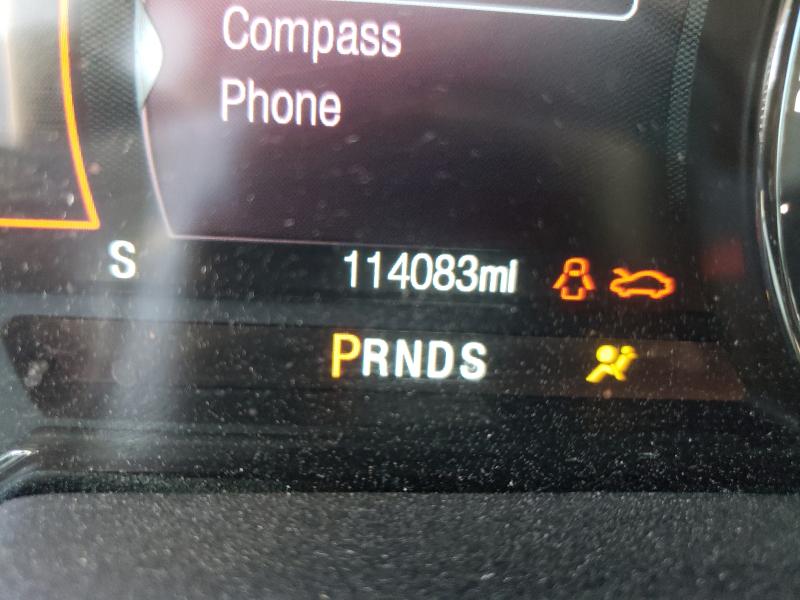 Compass
Phone
S
114083mi
PRNDS